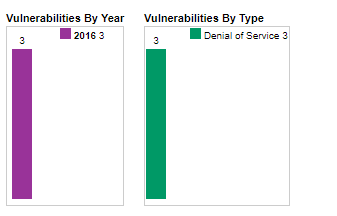 Vulnerabilities By Year
2016 3
3
Vulnerabilities By Type
Denial of Service 3
3